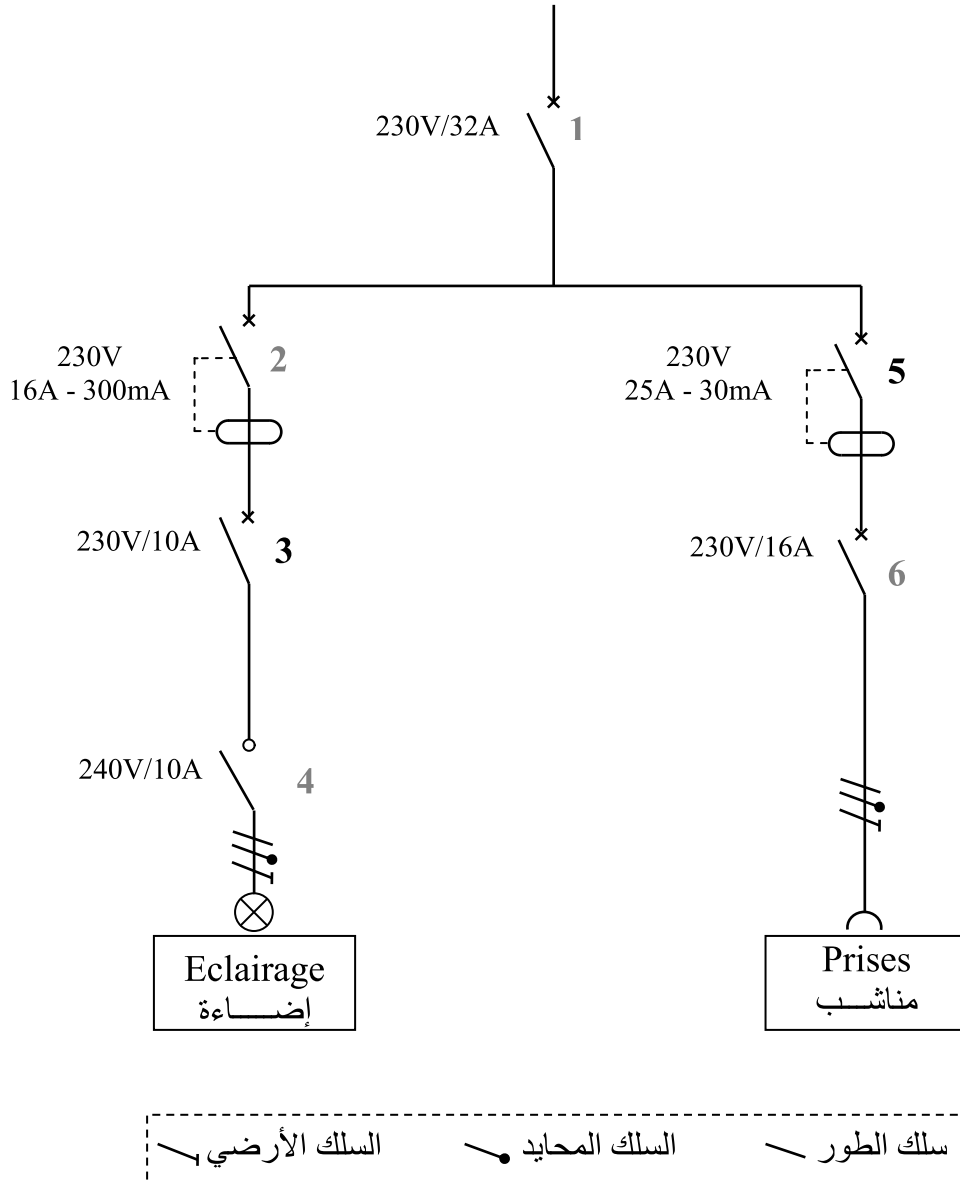 230V/32A
1
230V
16A - 300mA
2
230V
25A - 30mA
5
230V/10A
3
230V/16A
6
240V/10A
4
Eclairage
إضـــــاءة
Prises
مناشـــب
سلك الطور
السلك المحايد
السلك الأرضي